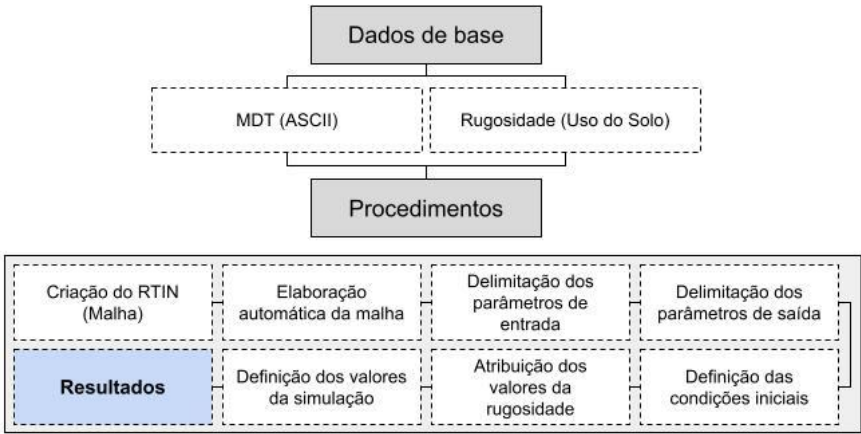 Dados de base
MDT (ASCII)
Rugosidade (Uso do Solo)
Procedimentos
Criação do RTIN
(Malha)
Elaboração
automática da malha
Delimitação dos
parâmetros de
entrada
Delimitação dos
parâmetros de saída
Resultados
Definição dos valores
da simulação
Atribuição dos
valores da
rugosidade
Definição das
condições iniciais